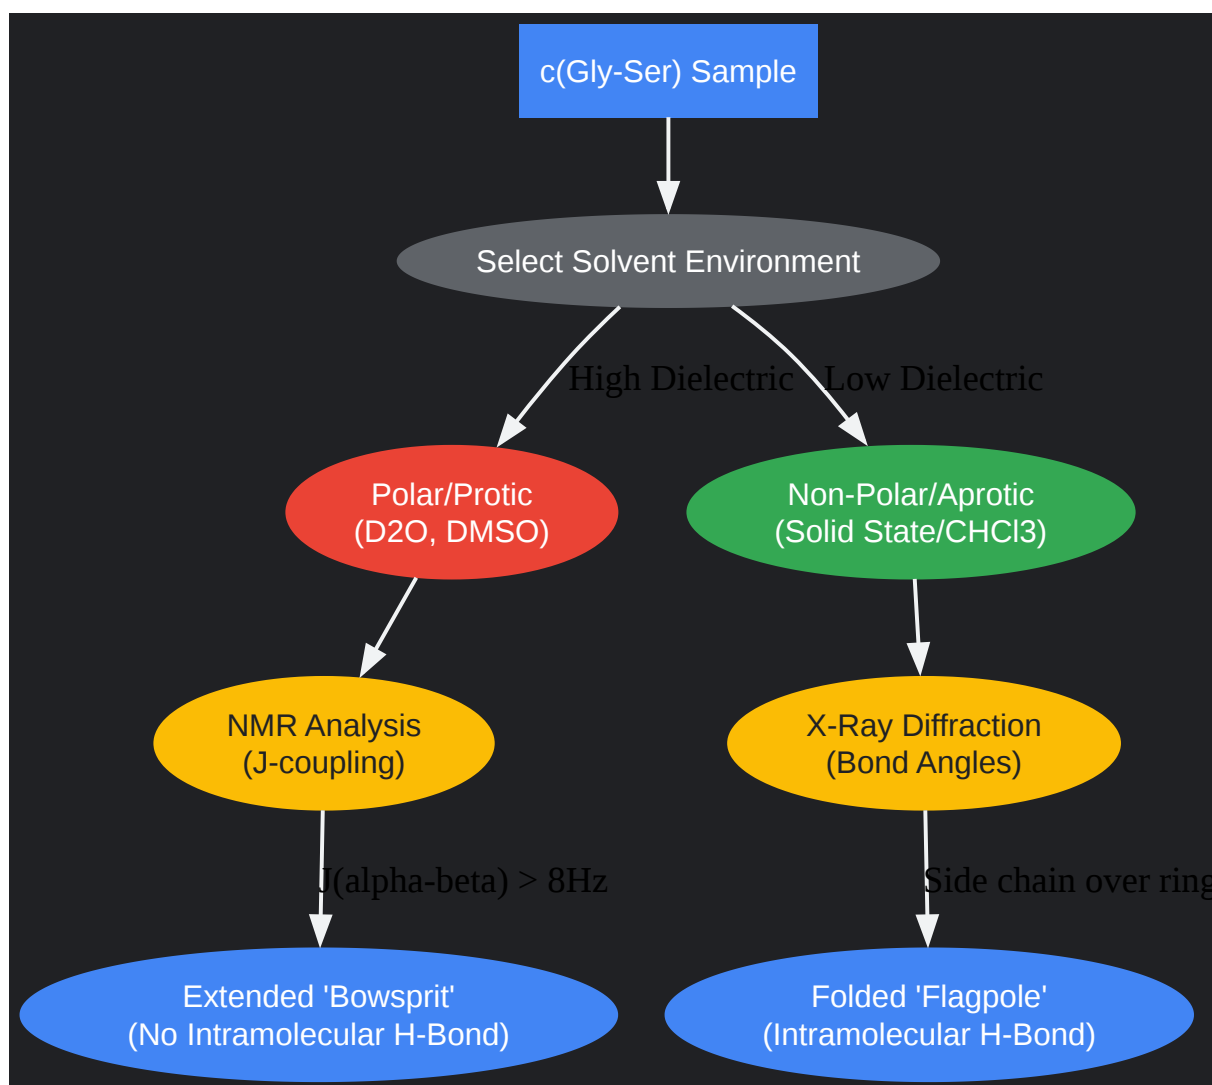 c(Gly-Ser) Sample
Select Solvent Environment
High Dielectric
Low Dielectric
Polar/Protic
(D2O, DMSO)
Non-Polar/Aprotic
(Solid State/CHCl3)
NMR Analysis
(J-coupling)
X-Ray Diffraction
(Bond Angles)
J(alpha-beta) > 8Hz
Side chain over ring
Extended 'Bowsprit'
(No Intramolecular H-Bond)
Folded 'Flagpole'
(Intramolecular H-Bond)